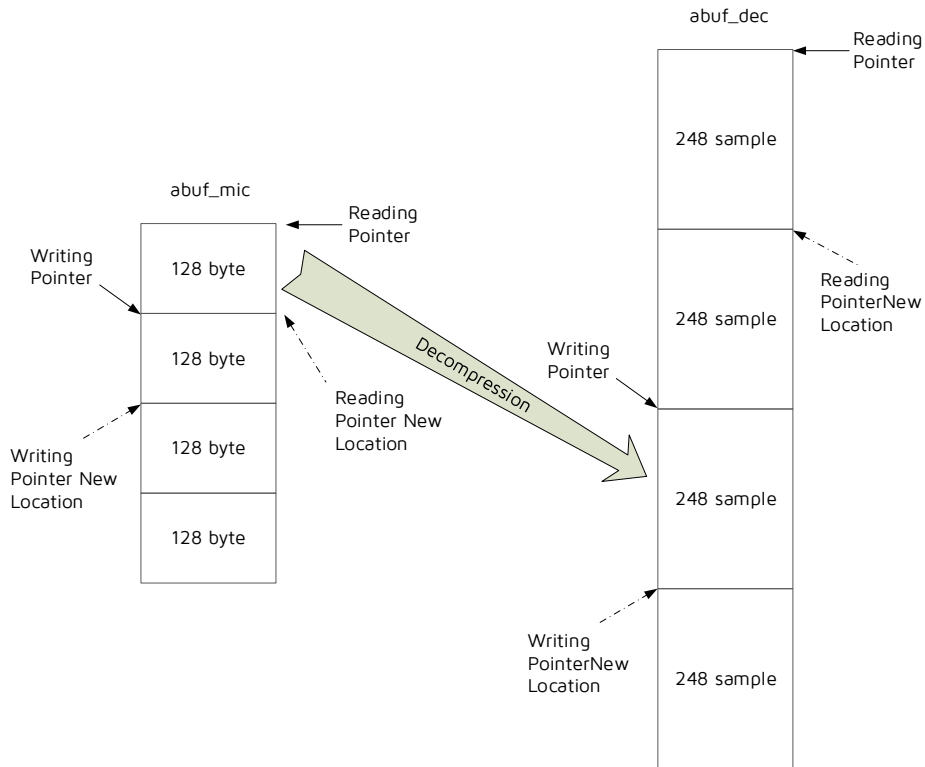 abuf_dec
Reading
Pointer
248 sample
abuf_mic
Reading
Pointer
Writing
Pointer
128 byte
248 sample
Reading
PointerNew
Location
128 byte
Decompression
Writing
Pointer
Reading
Pointer New
Location
Writing
Pointer New
Location
128 byte
248 sample
128 byte
Writing
PointerNew
Location
248 sample